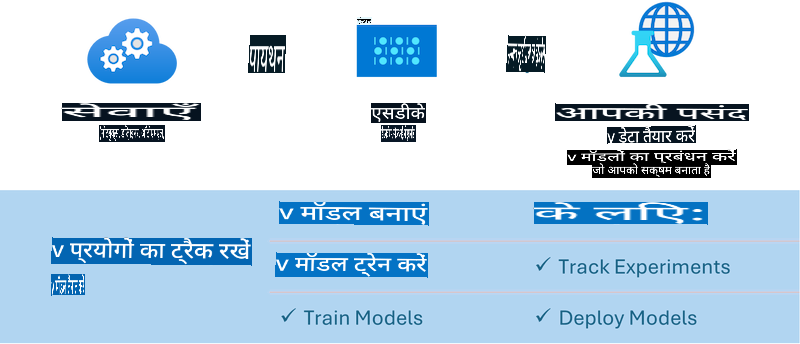 पायथन
सेवाएँ
एसडीके
आपकी पसंद
v डेटा तैयार करें
v मॉडलों का प्रबंधन करें
जो आपको सक्षम बनाता है
v मॉडल बनाएं
के लिए:
v प्रयोगों का ट्रैक रखें
v मॉडल ट्रेन करें
✓ Track Experiments
✓ Train Models
✓ Deploy Models